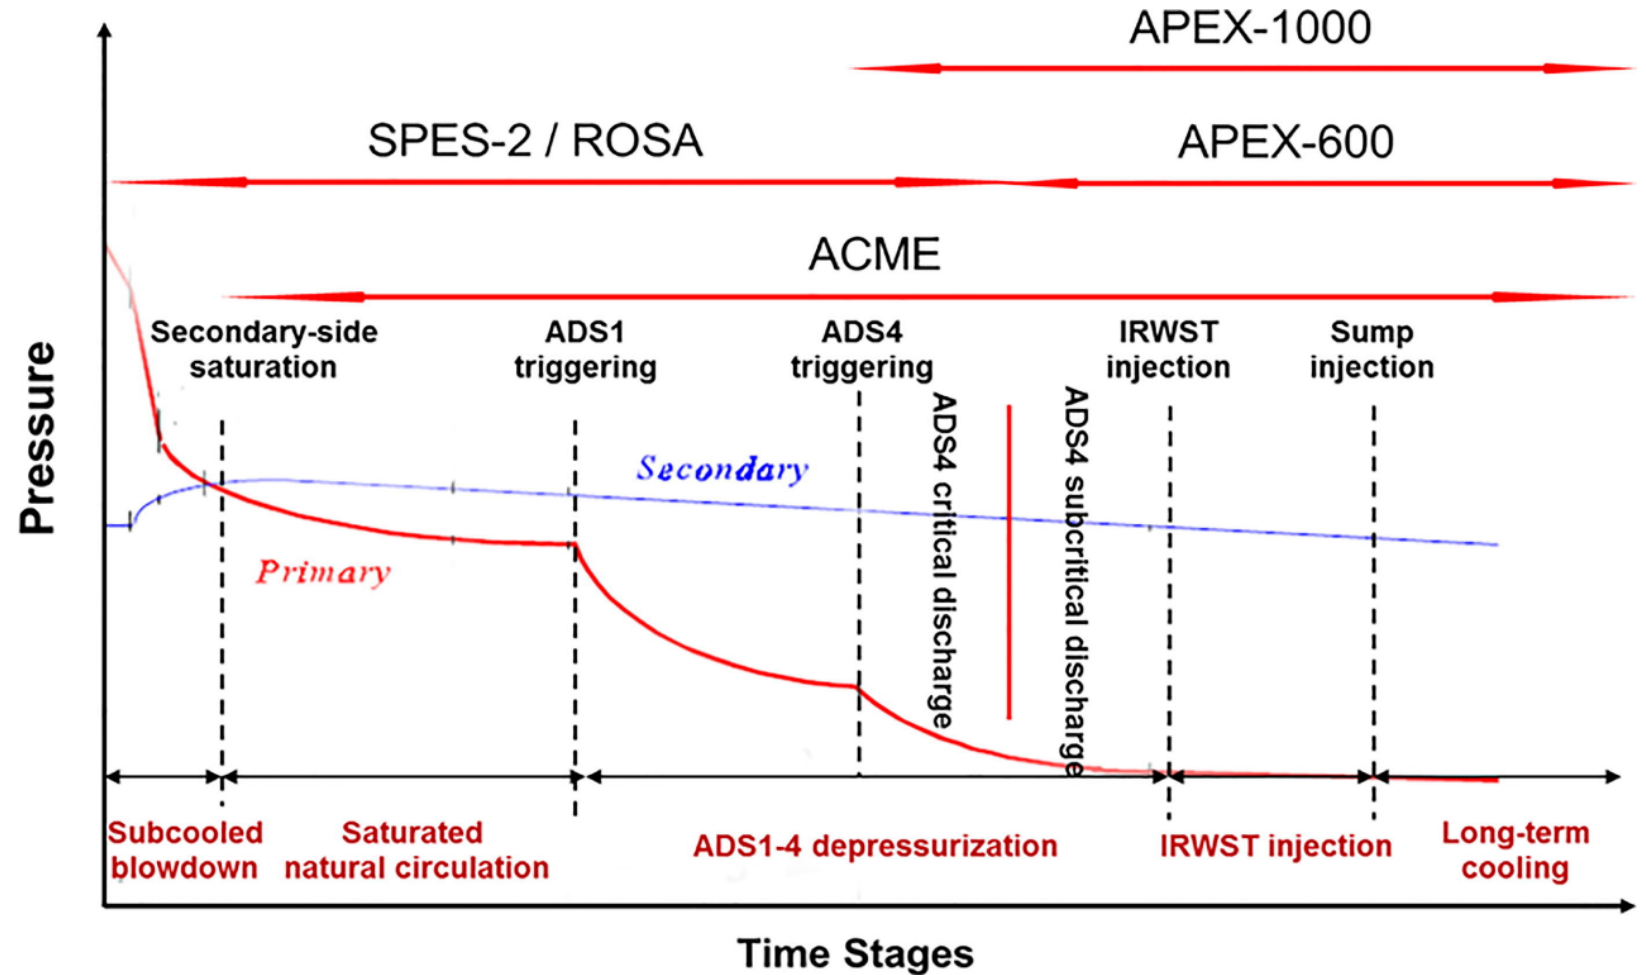 APEX-1000
SPES-2 / ROSA
APEX-600
ACME
Secondary-side
saturation
ADS1
triggering
ADS4
triggering
IRWST
injection
Sump
injection
ADS4 critical discharge
ADS4 subcritical discharge
Pressure
Secondary
Primary
Subcooled
blowdown
Saturated
natural circulation
ADS1-4 depressurization
IRWST injection
Long-term
cooling
Time Stages